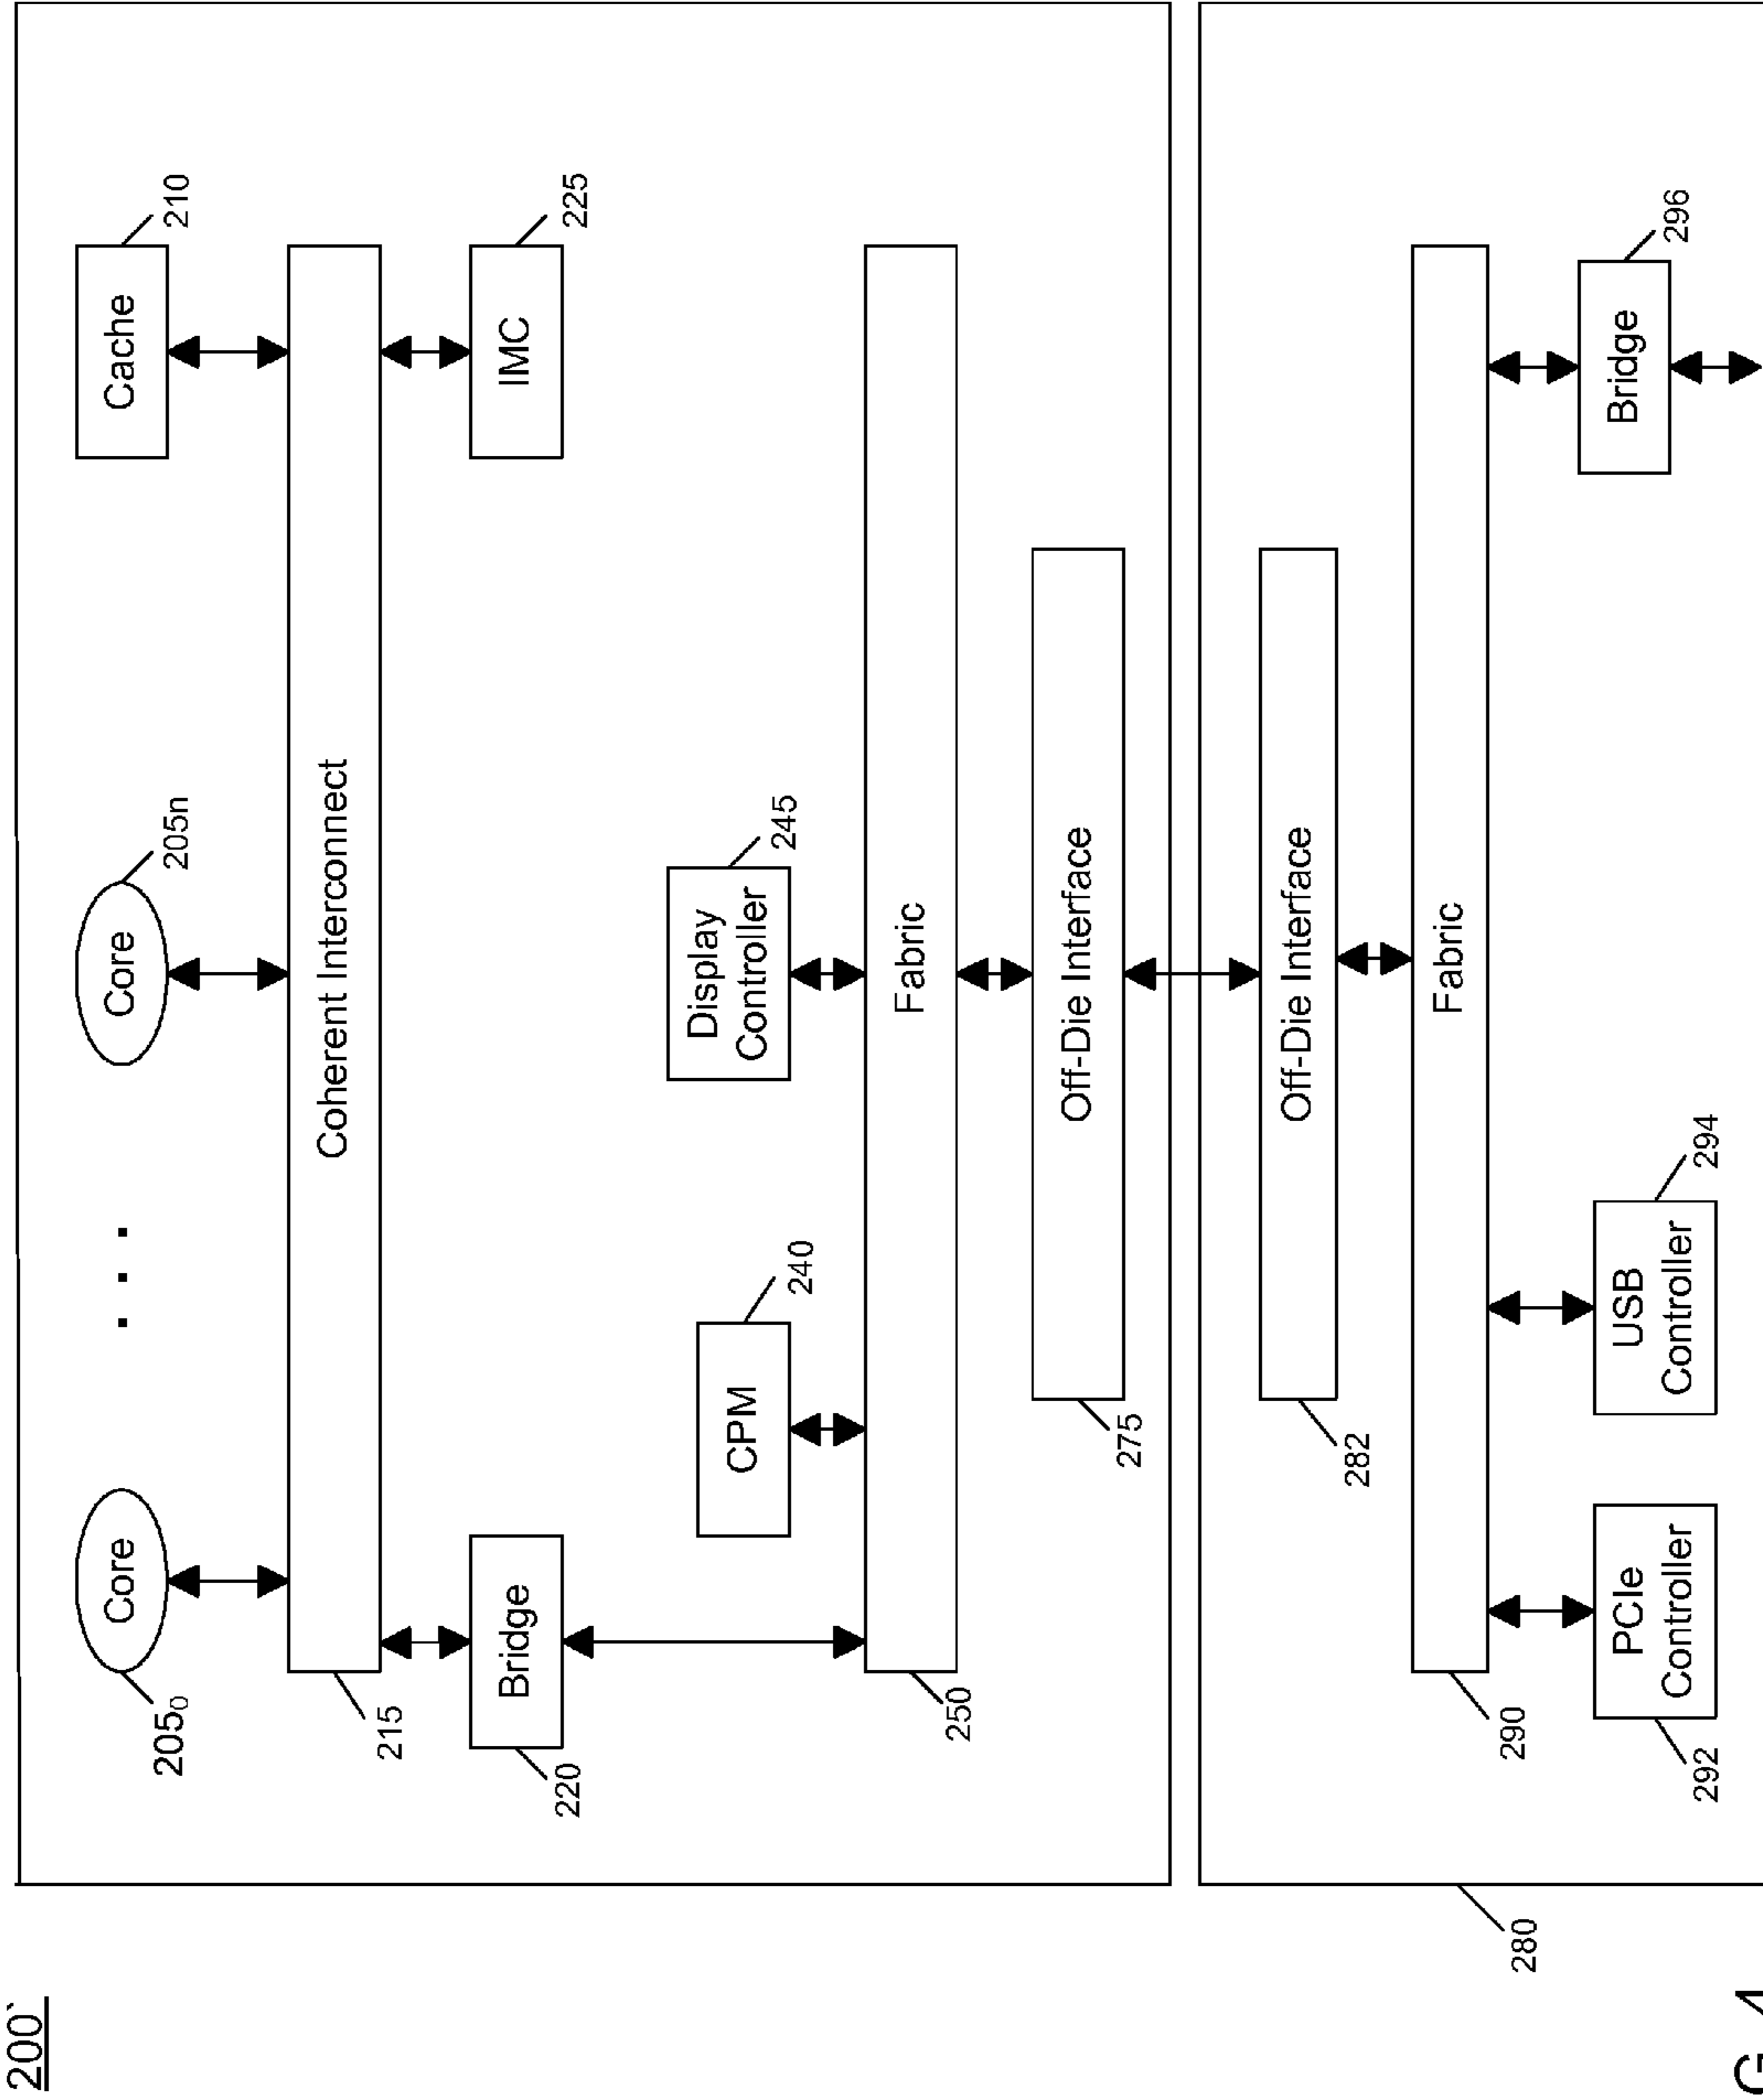 200`
Core
. . .
Core
Cache
205₀
205n
210
Coherent Interconnect
215
Bridge
IMC
220
225
CPM
240
Display
Controller
245
Fabric
250
Off-Die Interface
275
Off-Die Interface
282
280
Fabric
290
PCIe
Controller
292
USB
Controller
294
Bridge
296
G. 4